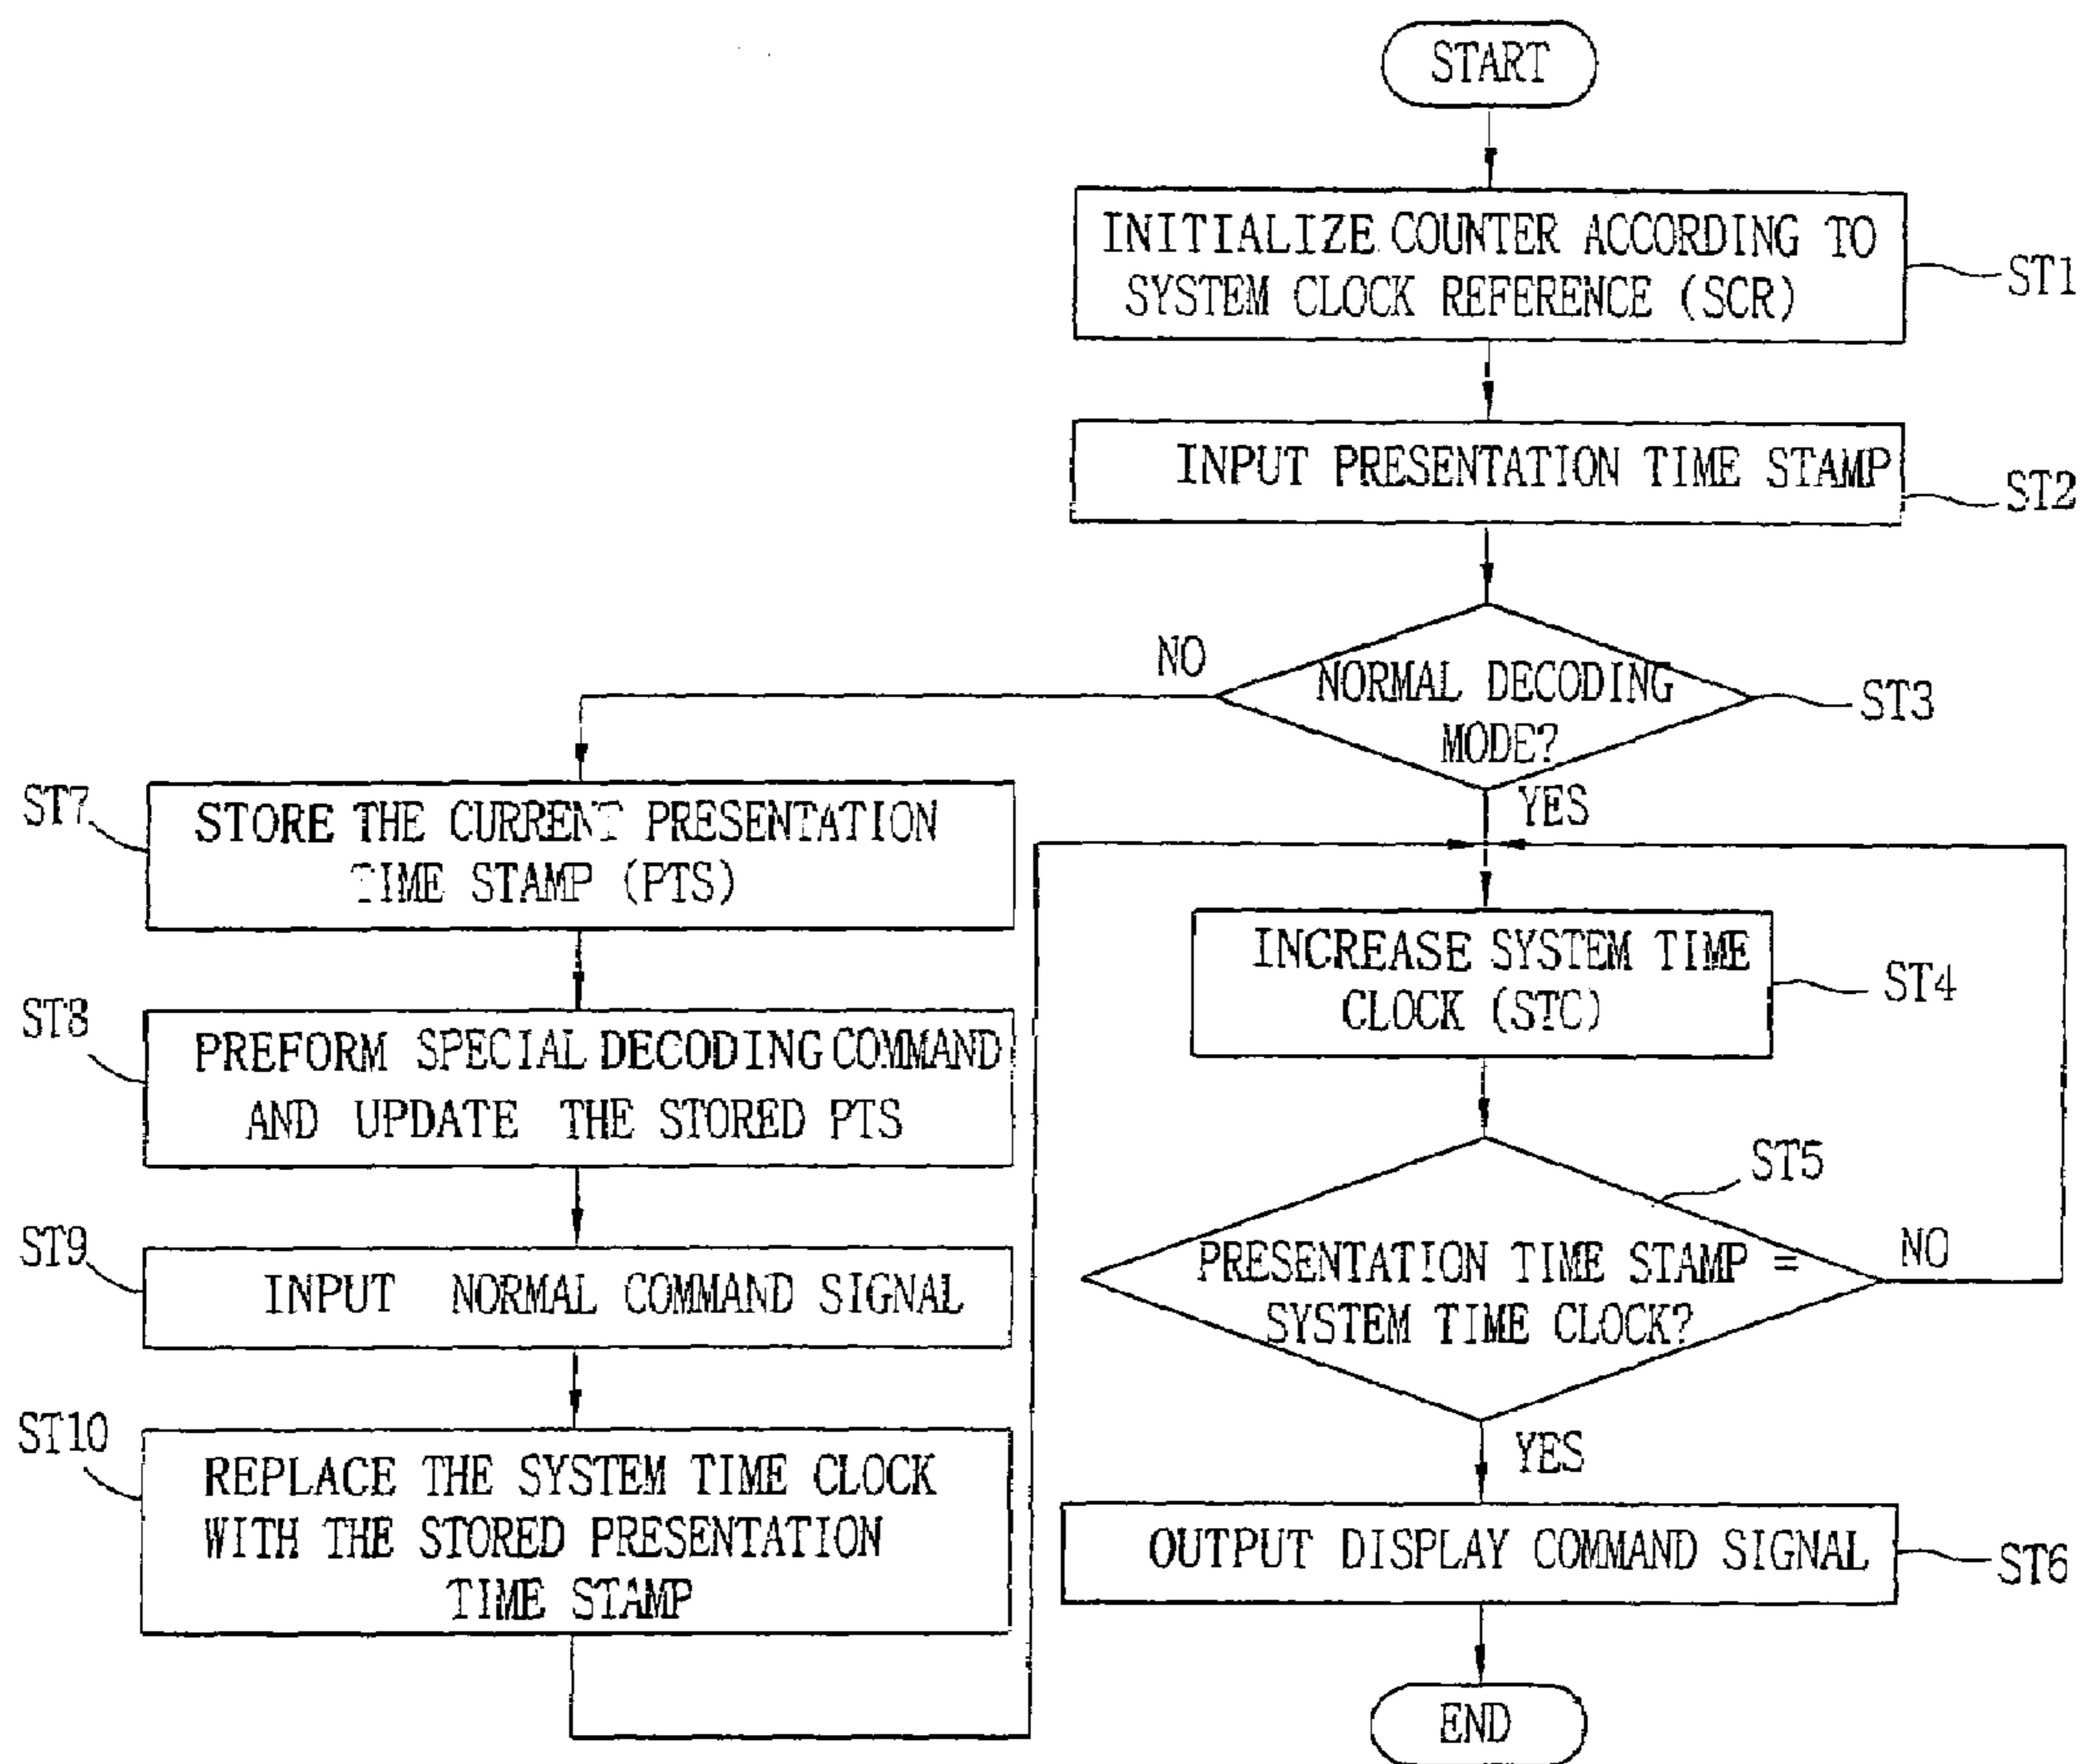 START
INITIALIZE COUNTER ACCORDING TO
SYSTEM CLOCK REFERENCE (SCR)
ST1
INPUT PRESENTATION TIME STAMP
ST2
NORMAL DECODING
MODE?
ST3
NO
YES
STORE THE CURRENT PRESENTATION
TIME STAMP (PTS)
ST7
PREFORM SPECIAL DECODING COMMAND
AND UPDATE THE STORED PTS
ST8
INPUT NORMAL COMMAND SIGNAL
ST9
REPLACE THE SYSTEM TIME CLOCK
WITH THE STORED PRESENTATION
TIME STAMP
ST10
INCREASE SYSTEM TIME
CLOCK (STC)
ST4
PRESENTATION TIME STAMP =
SYSTEM TIME CLOCK?
ST5
NO
YES
OUTPUT DISPLAY COMMAND SIGNAL
ST6
END